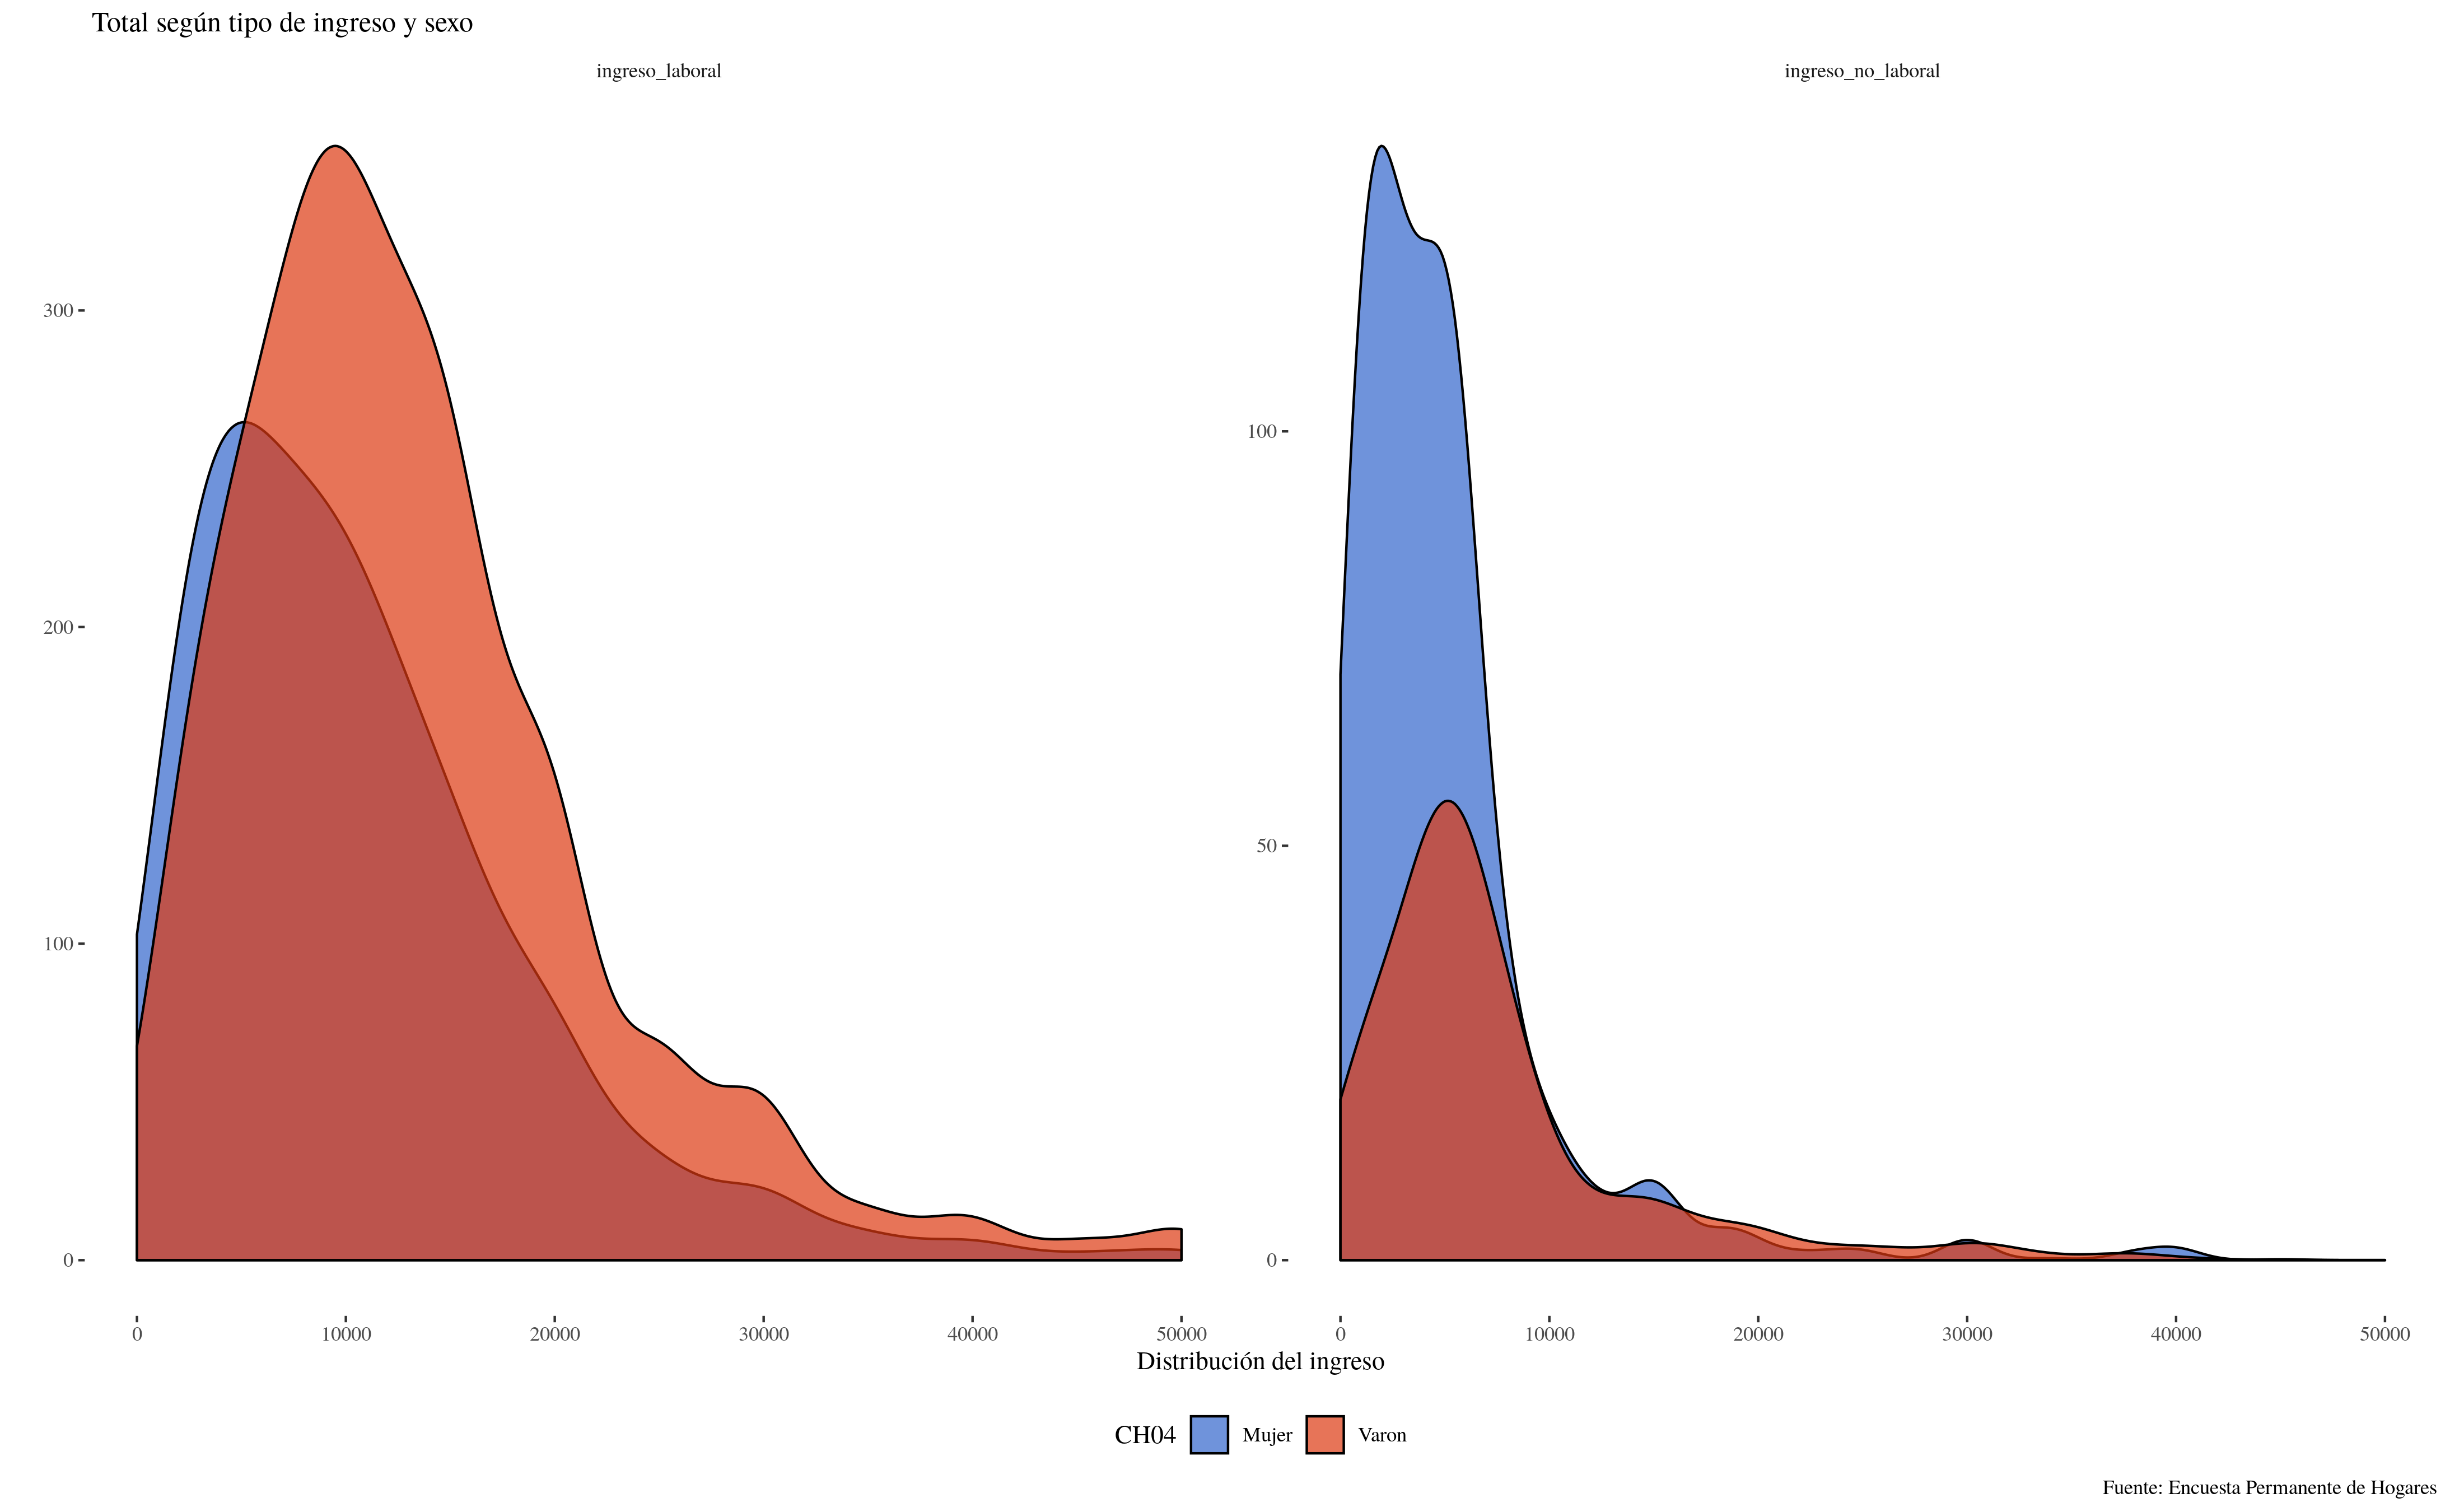 Total según tipo de ingreso y sexo
ingreso_laboral
ingreso_no_laboral
300
200
100
0
100
50
0
0 10000 20000 30000 40000 50000
0 10000 20000 30000 40000 50000
Distribución del ingreso
CH04 Mujer Varon
Fuente: Encuesta Permanente de Hogares